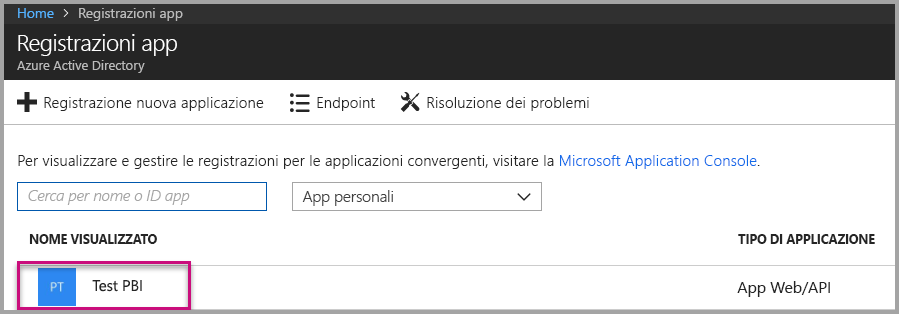 Home > Registrazioni app
Registrazioni app
Azure Active Directory
Registrazione nuova applicazione Endpoint Risoluzione dei problemi
Per visualizzare e gestire le registrazioni per le applicazioni convergenti, visitare la Microsoft Application Console.
Cerca per nome o ID app App personali
NOME VISUALIZZATO TIPO DI APPLICAZIONE
PT Test PBI App Web/API